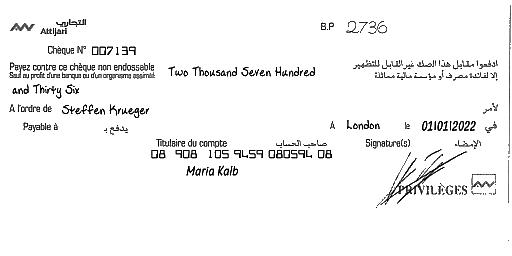 التجاري
Attijari
B.P 2736
Chèque N° 007139
Payez contre ce chèque non endossable
Sauf au profit d'une banque ou d'un organisme assimilé
Two Thousand Seven Hundred
ادفعوا مقابل هذا الصك غير القابل للتظهير
إلا لفائدة مصرف أو مؤسسة مالية مماثلة
and Thirty Six
A l'ordre de Steffen Krueger
لأمر
Payable à يدفع بـ
A London le 01/01/2022 في
Titulaire du compte صاحب الحساب
Signature(s) الإمضاء
08 908 105 9459 080594 08
Maria Kalb
PRIVILÈGES